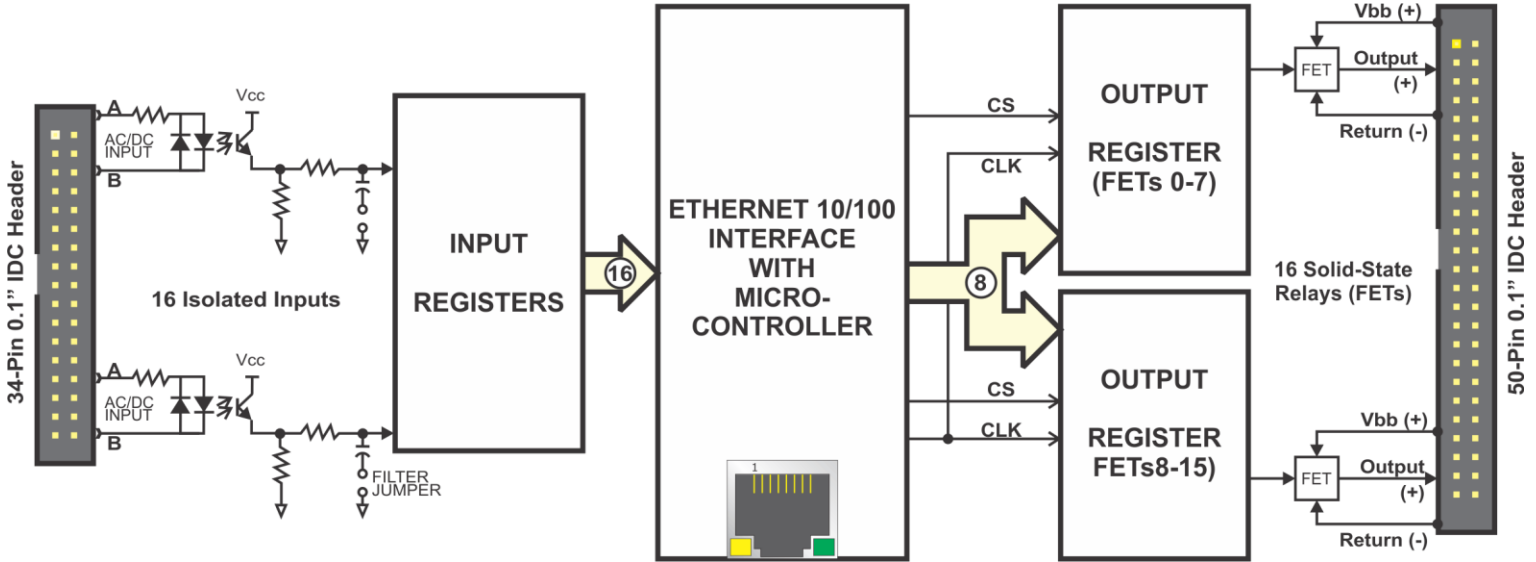 34-Pin 0.1” IDC Header
A
AC/DC
INPUT
B
Vcc
16 Isolated Inputs
A
AC/DC
INPUT
B
Vcc
FILTER
JUMPER
INPUT
REGISTERS
16
ETHERNET 10/100
INTERFACE
WITH
MICRO-
CONTROLLER
1
CS
CLK
8
CS
CLK
OUTPUT
REGISTER
(FETs 0-7)
OUTPUT
REGISTER
FETs8-15)
Vbb (+)
FET
Output
(+)
Return (-)
16 Solid-State
Relays (FETs)
Vbb (+)
FET
Output
(+)
Return (-)
50-Pin 0.1” IDC Header